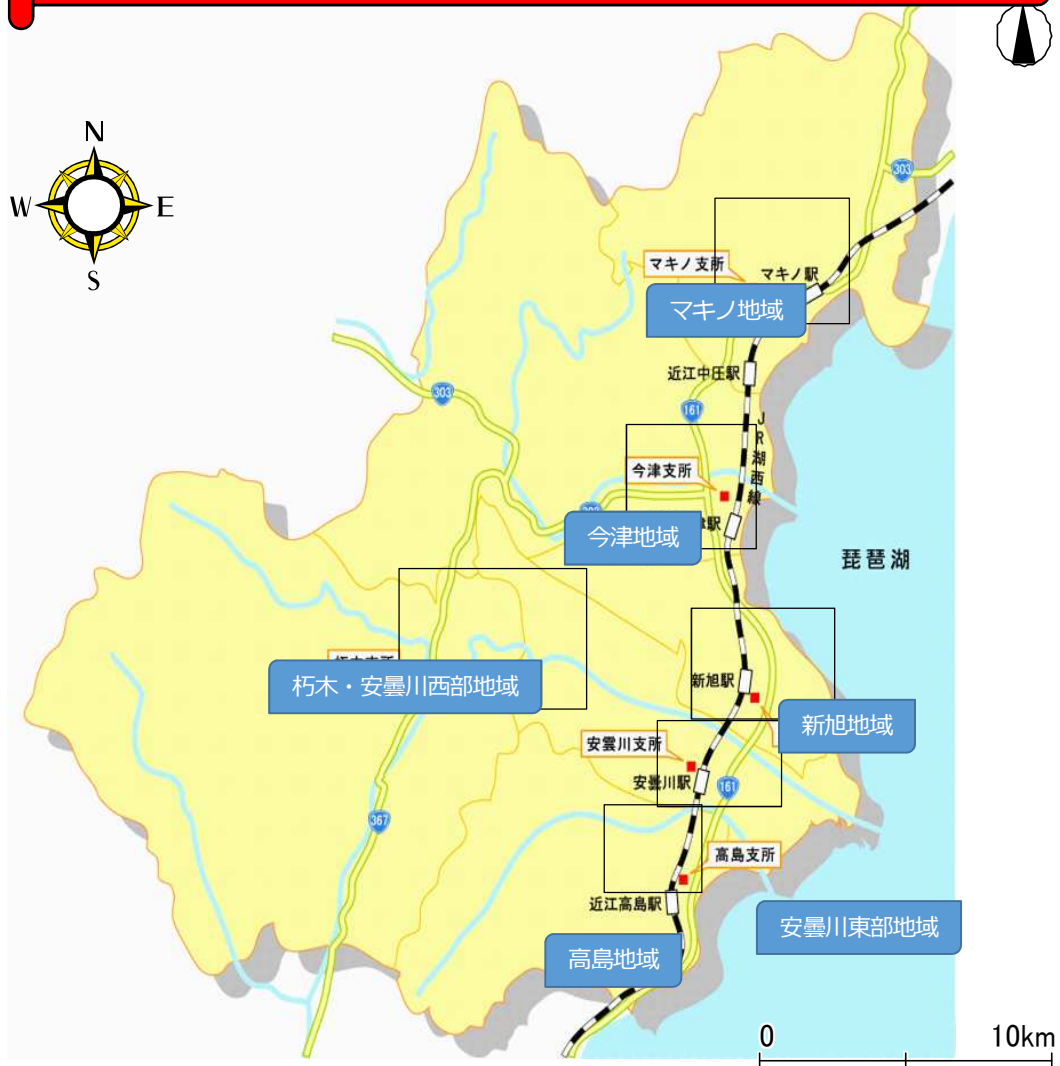 N
W
E
S
303
マキノ支所
マキノ駅
マキノ地域
近江中圧駅
303
161
JR湖西線
今津支所
駅
今津地域
琵琶湖
朽木・安曇川西部地域
新旭駅
新旭地域
安雲川支所
安曇川駅
161
367
高島支所
近江高島駅
安曇川東部地域
高島地域
0
10km